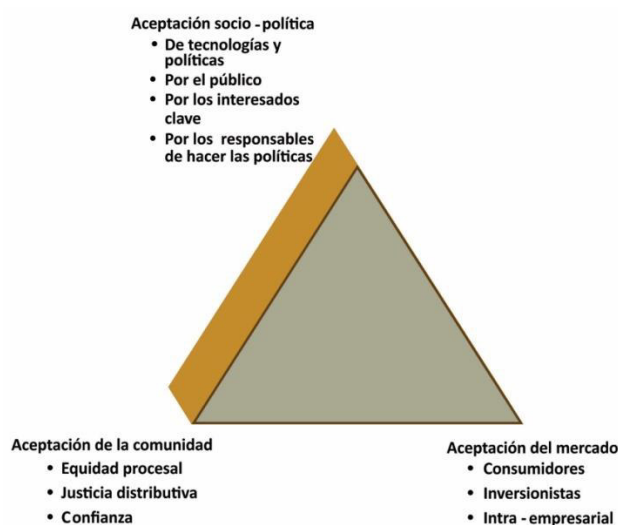 Aceptación socio - política
• De tecnologías y
políticas
• Por el público
• Por los interesados
clave
• Por los responsables
de hacer las políticas
Aceptación de la comunidad
• Equidad procesal
• Justicia distributiva
• Confianza
Aceptación del mercado
• Consumidores
• Inversionistas
• Intra - empresarial